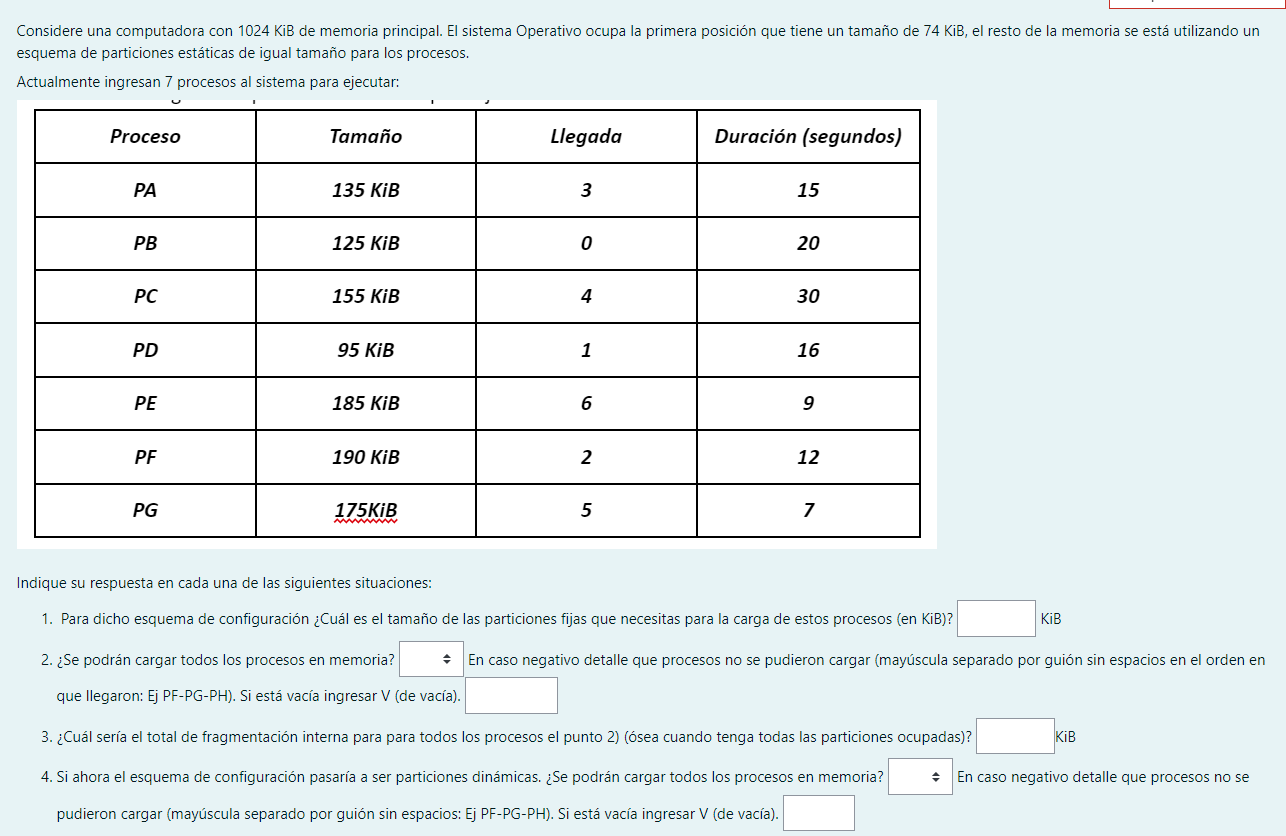 Considere una computadora con 1024 KiB de memoria principal. El sistema Operativo ocupa la primera posición que tiene un tamaño de 74 KiB, el resto de la memoria se está utilizando un
esquema de particiones estáticas de igual tamaño para los procesos.
Actualmente ingresan 7 procesos al sistema para ejecutar:
Proceso Tamaño Llegada Duración (segundos)
PA 135 KiB 3 15
PB 125 KiB 0 20
PC 155 KiB 4 30
PD 95 KiB 1 16
PE 185 KiB 6 9
PF 190 KiB 2 12
PG 175KiB 5 7
Indique su respuesta en cada una de las siguientes situaciones:
1. Para dicho esquema de configuración ¿Cuál es el tamaño de las particiones fijas que necesitas para la carga de estos procesos (en KiB)? KiB
2. ¿Se podrán cargar todos los procesos en memoria? En caso negativo detalle que procesos no se pudieron cargar (mayúscula separado por guión sin espacios en el orden en
que llegaron: Ej PF-PG-PH). Si está vacía ingresar V (de vacía).
3. ¿Cuál sería el total de fragmentación interna para para todos los procesos el punto 2) (ósea cuando tenga todas las particiones ocupadas)? KiB
4. Si ahora el esquema de configuración pasaría a ser particiones dinámicas. ¿Se podrán cargar todos los procesos en memoria? En caso negativo detalle que procesos no se
pudieron cargar (mayúscula separado por guión sin espacios: Ej PF-PG-PH). Si está vacía ingresar V (de vacía).